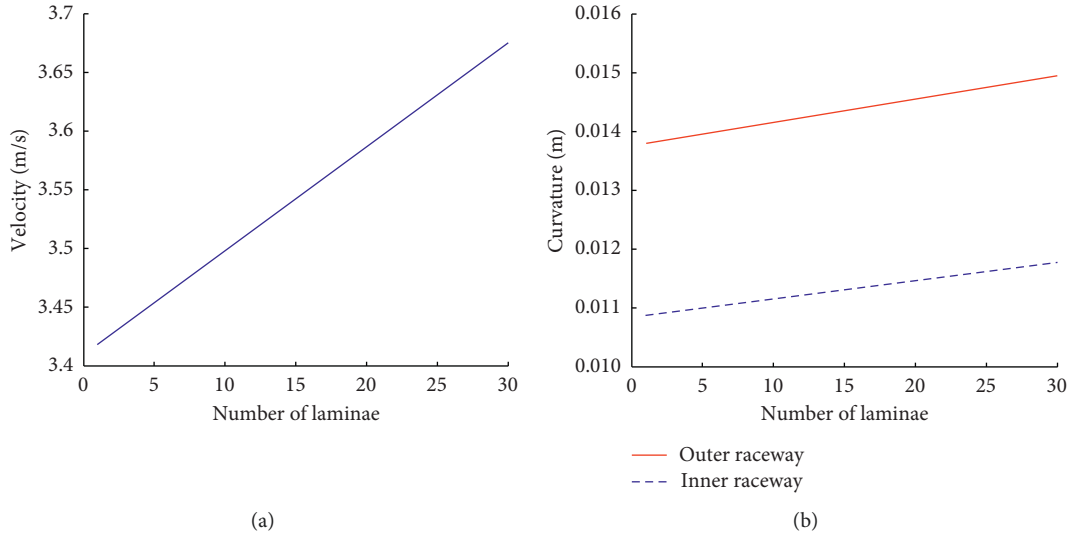 3.7
3.65
3.6
3.55
3.5
3.45
3.4
Velocity (m/s)
0 5 10 15 20 25 30
Number of laminae
(a)
0.016
0.015
0.014
0.013
0.012
0.011
0.010
Curvature (m)
0 5 10 15 20 25 30
Number of laminae
Outer raceway
Inner raceway
(b)